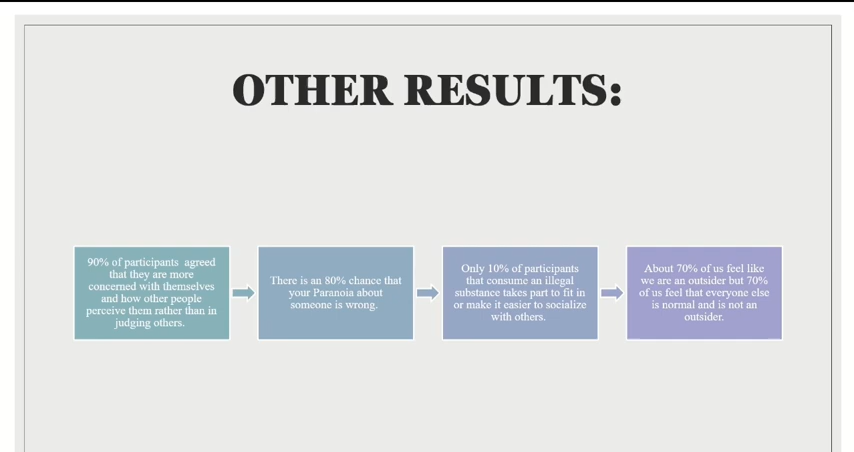 OTHER RESULTS:
90% of participants agreed
that they are more
concerned with themselves
and how other people
perceive them rather than in
judging others.
There is an 80% chance that
your Paranoia about
someone is wrong.
Only 10% of participants
that consume an illegal
substance takes part to fit in
or make it easier to socialize
with others.
About 70% of us feel like
we are an outsider but 70%
of us feel that everyone else
is normal and is not an
outsider.